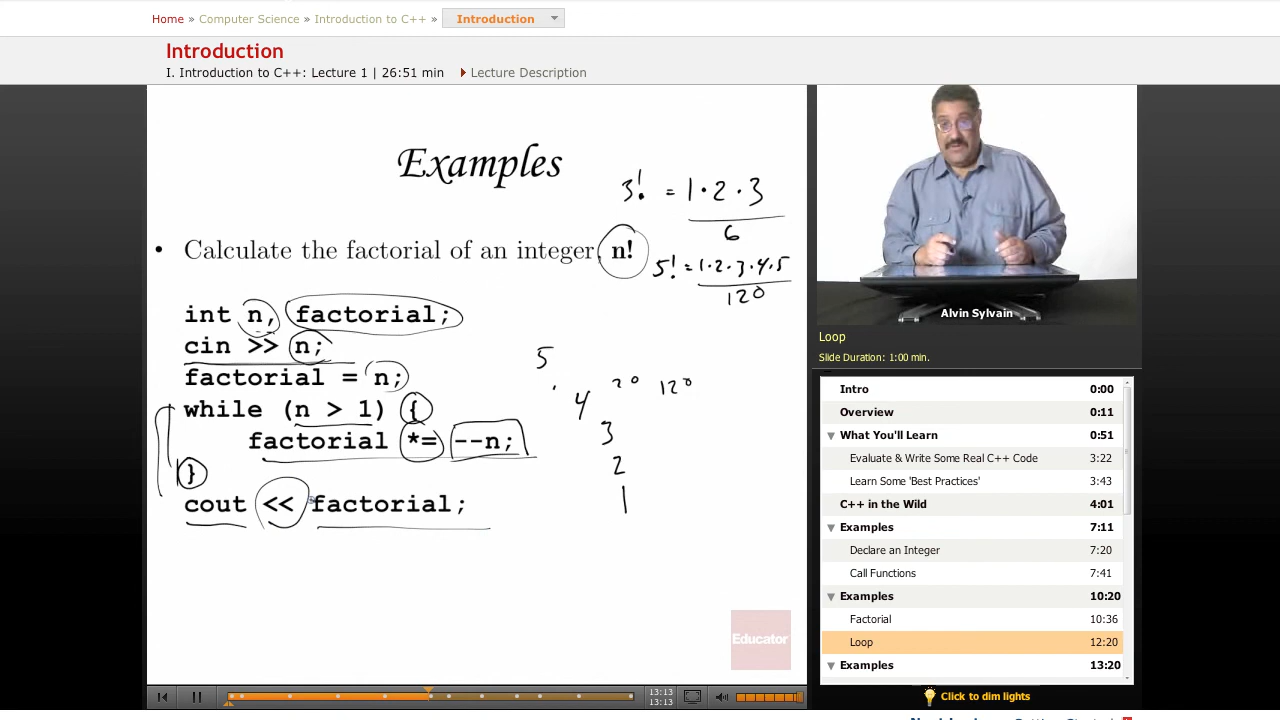 Home » Computer Science » Introduction to C++ » Introduction
Introduction
I. Introduction to C++: Lecture 1 | 26:51 min Lecture Description
Examples
3! = 1·2·3
6
• Calculate the factorial of an integer, n!
5! = 1·2·3·4·5
120
int n, factorial;
cin >> n;
factorial = n;
while (n > 1) {
factorial *= --n;
}
cout << factorial;
5
4 20 120
3
2
1
Educator
13:13
13:13
Alvin Sylvain
Loop
Slide Duration: 1:00 min.
Intro 0:00
Overview 0:11
What You'll Learn 0:51
Evaluate & Write Some Real C++ Code 3:22
Learn Some 'Best Practices' 3:43
C++ in the Wild 4:01
Examples 7:11
Declare an Integer 7:20
Call Functions 7:41
Examples 10:20
Factorial 10:36
Loop 12:20
Examples 13:20
Click to dim lights